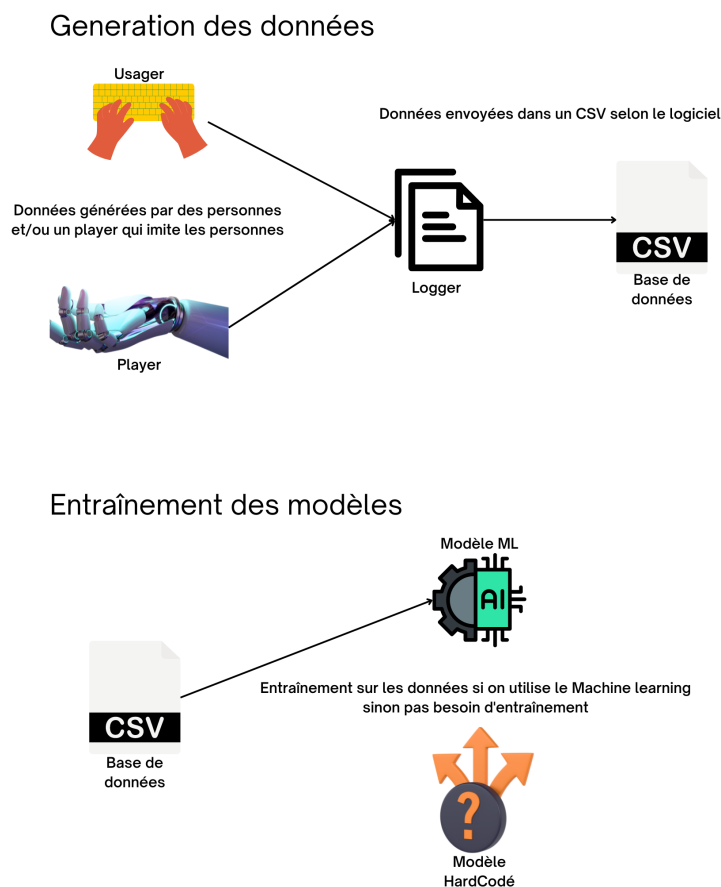 Generation des données
Usager
Données envoyées dans un CSV selon le logiciel
Données générées par des personnes
et/ou un player qui imite les personnes
CSV
Logger
Base de
données
Player
Entraînement des modèles
Modèle ML
AI
Entraînement sur les données si on utilise le Machine learning
sinon pas besoin d'entraînement
CSV
Base de
données
?
Modèle
HardCodé